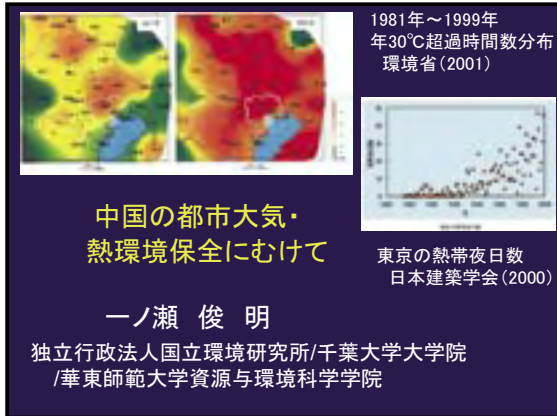 1981年～1999年
年30℃超過時間数分布
環境省(2001)
中国の都市大気・
熱環境保全にむけて
東京の熱帯夜日数
日本建築学会(2000)
一ノ瀬 俊 明
独立行政法人国立環境研究所/千葉大学大学院
/華東師範大学資源与環境科学学院